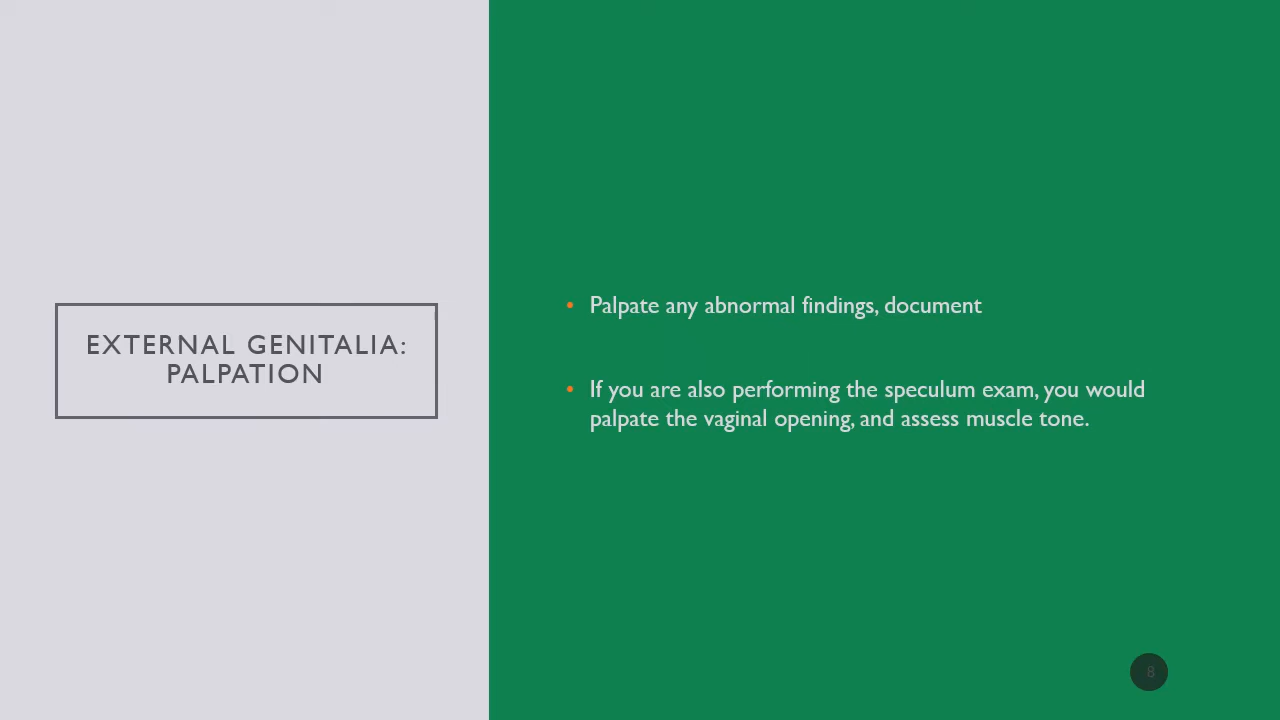 EXTERNAL GENITALIA:
PALPATION
• Palpate any abnormal findings, document
• If you are also performing the speculum exam, you would
palpate the vaginal opening, and assess muscle tone.
8